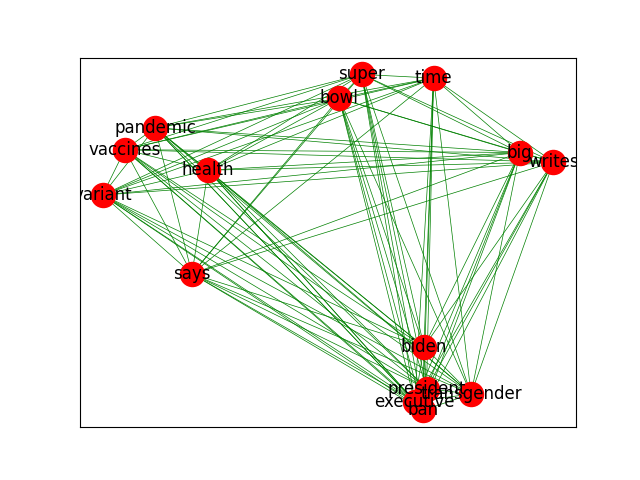 super
time
bowl
pandemic
vaccines
big
writes
health
variant
says
biden
president
transgender
executive
ban